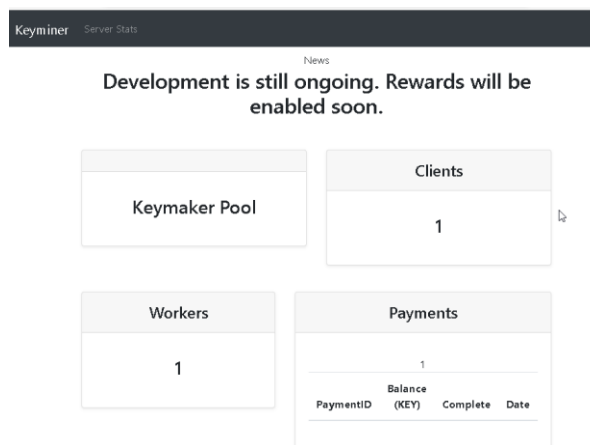 Keyminer Server Stats
News
Development is still ongoing. Rewards will be
enabled soon.
Keymaker Pool
Clients
1
Workers
1
Payments
1
PaymentID Balance (KEY) Complete Date